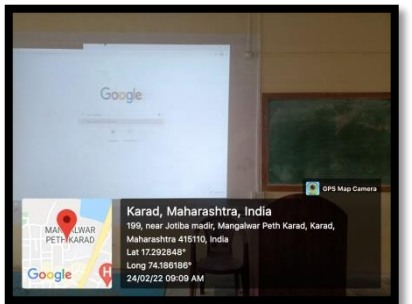 Google
GPS Map Camera
MANGALWAR
PETH KARAD
Google
H
Karad, Maharashtra, India
199, near Jotiba madir, Mangalwar Peth Karad, Karad,
Maharashtra 415110, India
Lat 17.292848°
Long 74.186186°
24/02/22 09:09 AM